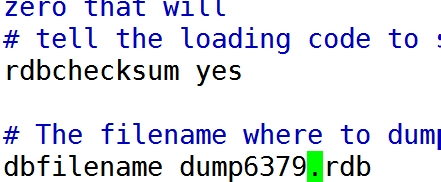 zero that will
# tell the loading code to
rdbchecksum yes
# The filename where to dump
dbfilename dump6379.rdb